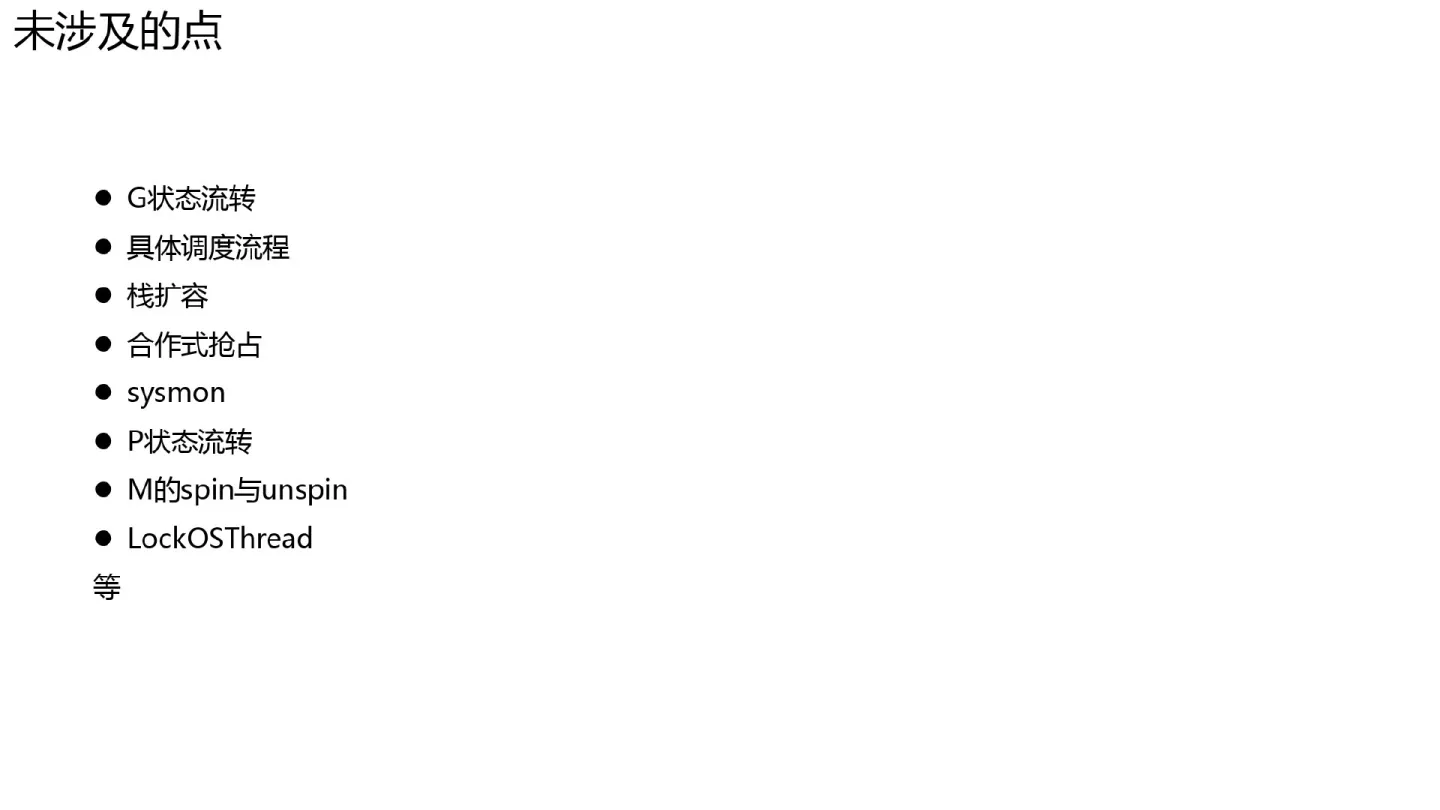 未涉及的点
● G状态流转
● 具体调度流程
● 栈扩容
● 合作式抢占
● sysmon
● P状态流转
● M的spin与unspin
● LockOSThread
等